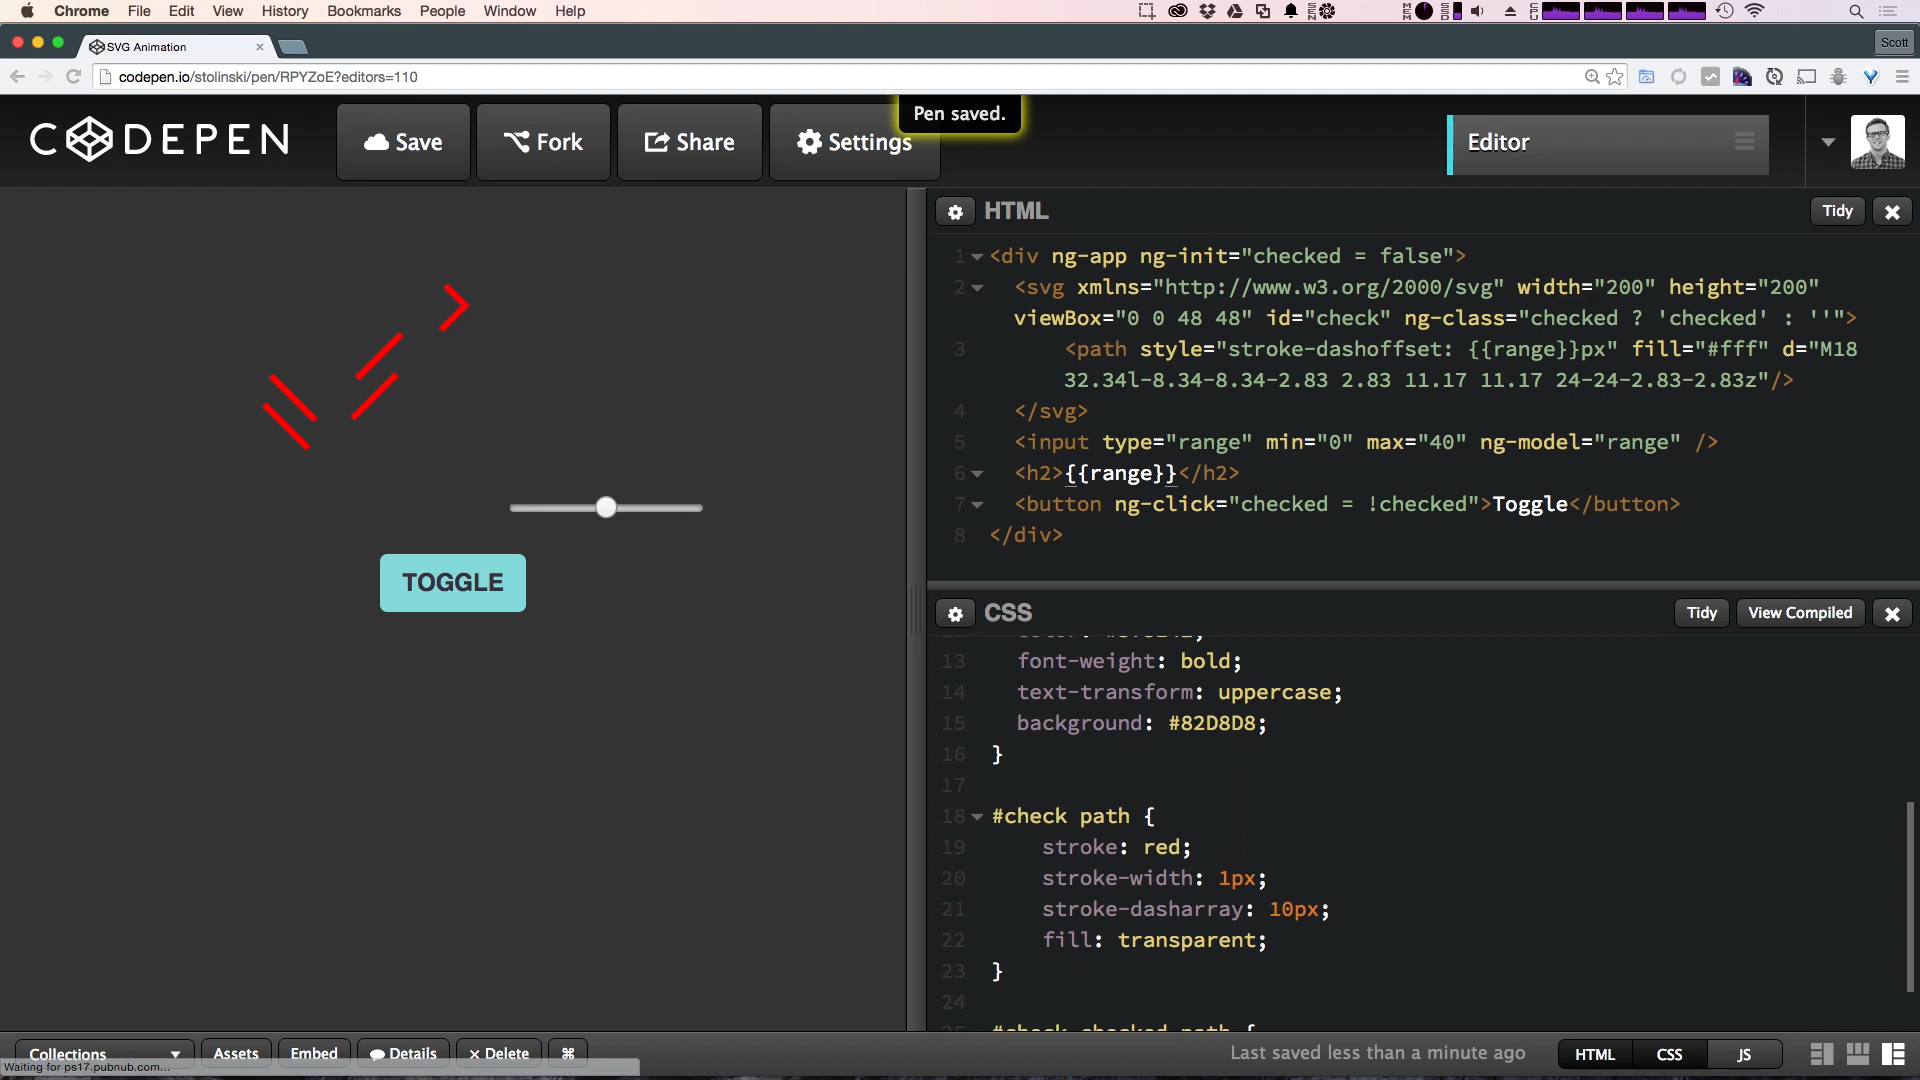 Chrome File Edit View History Bookmarks People Window Help
SVG Animation
Scott
codepen.io/stolinski/pen/RPYZoE?editors=110
CODEPEN
Save
Fork
Share
Settings
Pen saved.
Editor
HTML
Tidy
1 <div ng-app ng-init="checked = false">
2 <svg xmlns="http://www.w3.org/2000/svg" width="200" height="200"
viewBox="0 0 48 48" id="check" ng-class="checked ? 'checked' : ''">
3 <path style="stroke-dashoffset: {{range}}px" fill="#fff" d="M18
32.34l-8.34-8.34-2.83 2.83 11.17 11.17 24-24-2.83-2.83z"/>
4 </svg>
5 <input type="range" min="0" max="40" ng-model="range" />
6 <h2>{{range}}</h2>
7 <button ng-click="checked = !checked">Toggle</button>
8 </div>
TOGGLE
CSS
Tidy
View Compiled
13 font-weight: bold;
14 text-transform: uppercase;
15 background: #82D8D8;
16 }
17
18 #check path {
19 stroke: red;
20 stroke-width: 1px;
21 stroke-dasharray: 10px;
22 fill: transparent;
23 }
24
Collections
Assets
Embed
Details
× Delete
⌘
Last saved less than a minute ago
HTML
CSS
JS
Waiting for ps17.pubnub.com...